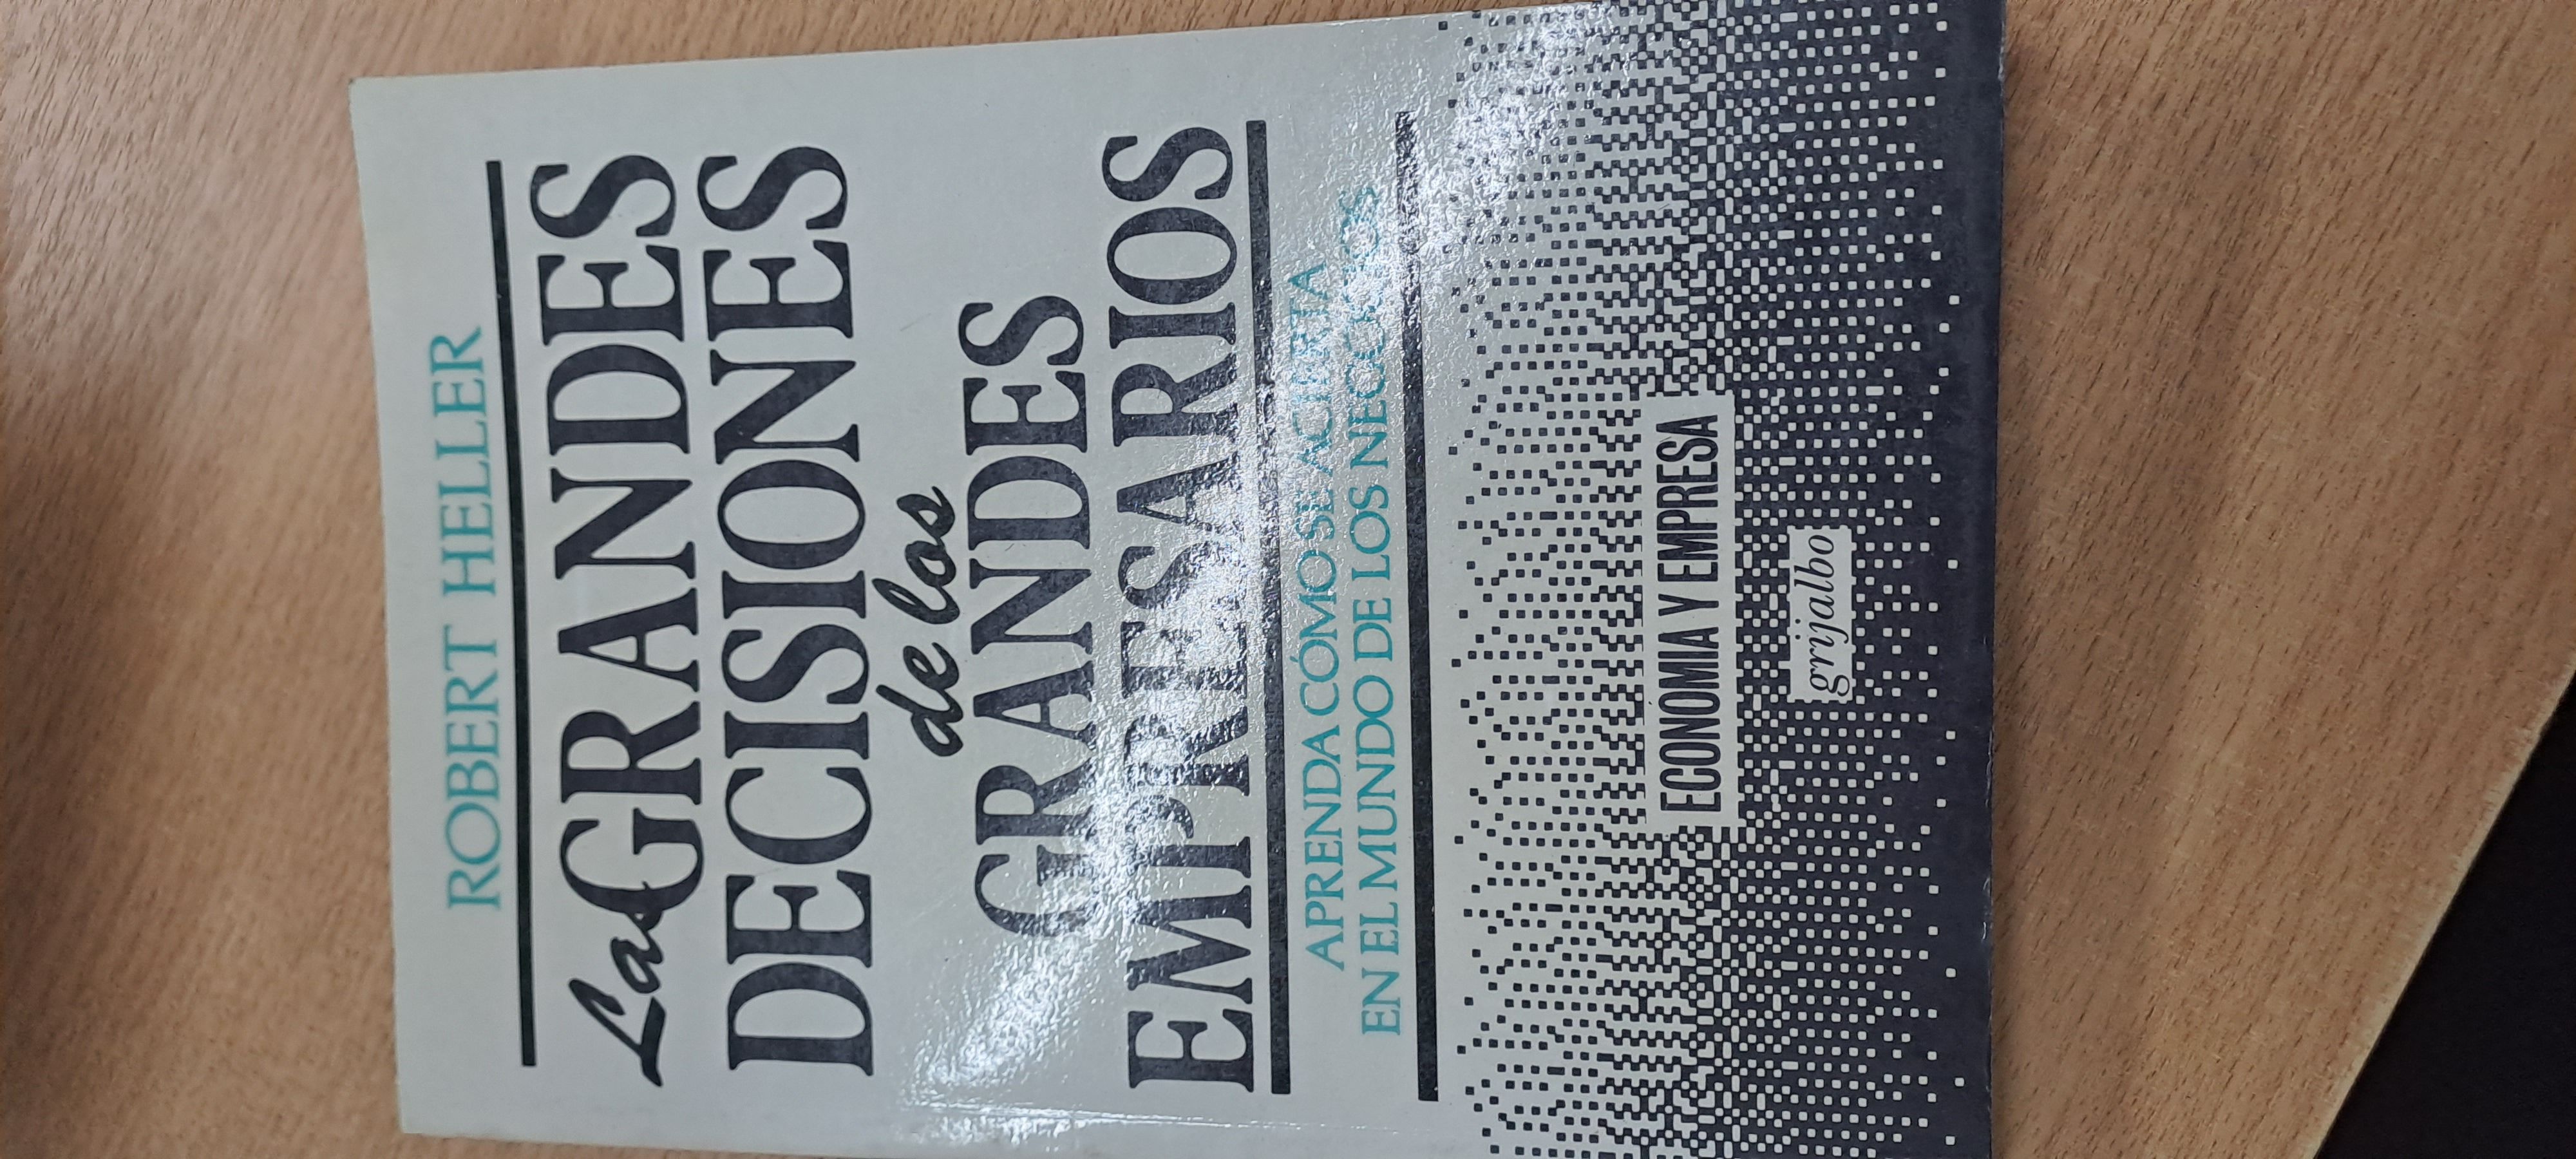 ROBERT HELLER
Las GRANDES
DECISIONES
de los
GRANDES
EMPRESARIOS
APRENDA CÓMO SE ACIERTA
EN EL MUNDO DE LOS NEGOCIOS
ECONOMIA Y EMPRESA
grijalbo